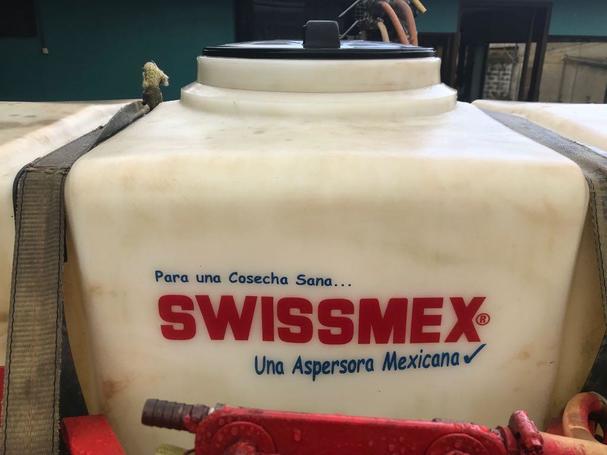 Para una Cosecha Sana...
SWISSMEX®
Una Aspersora Mexicana✓